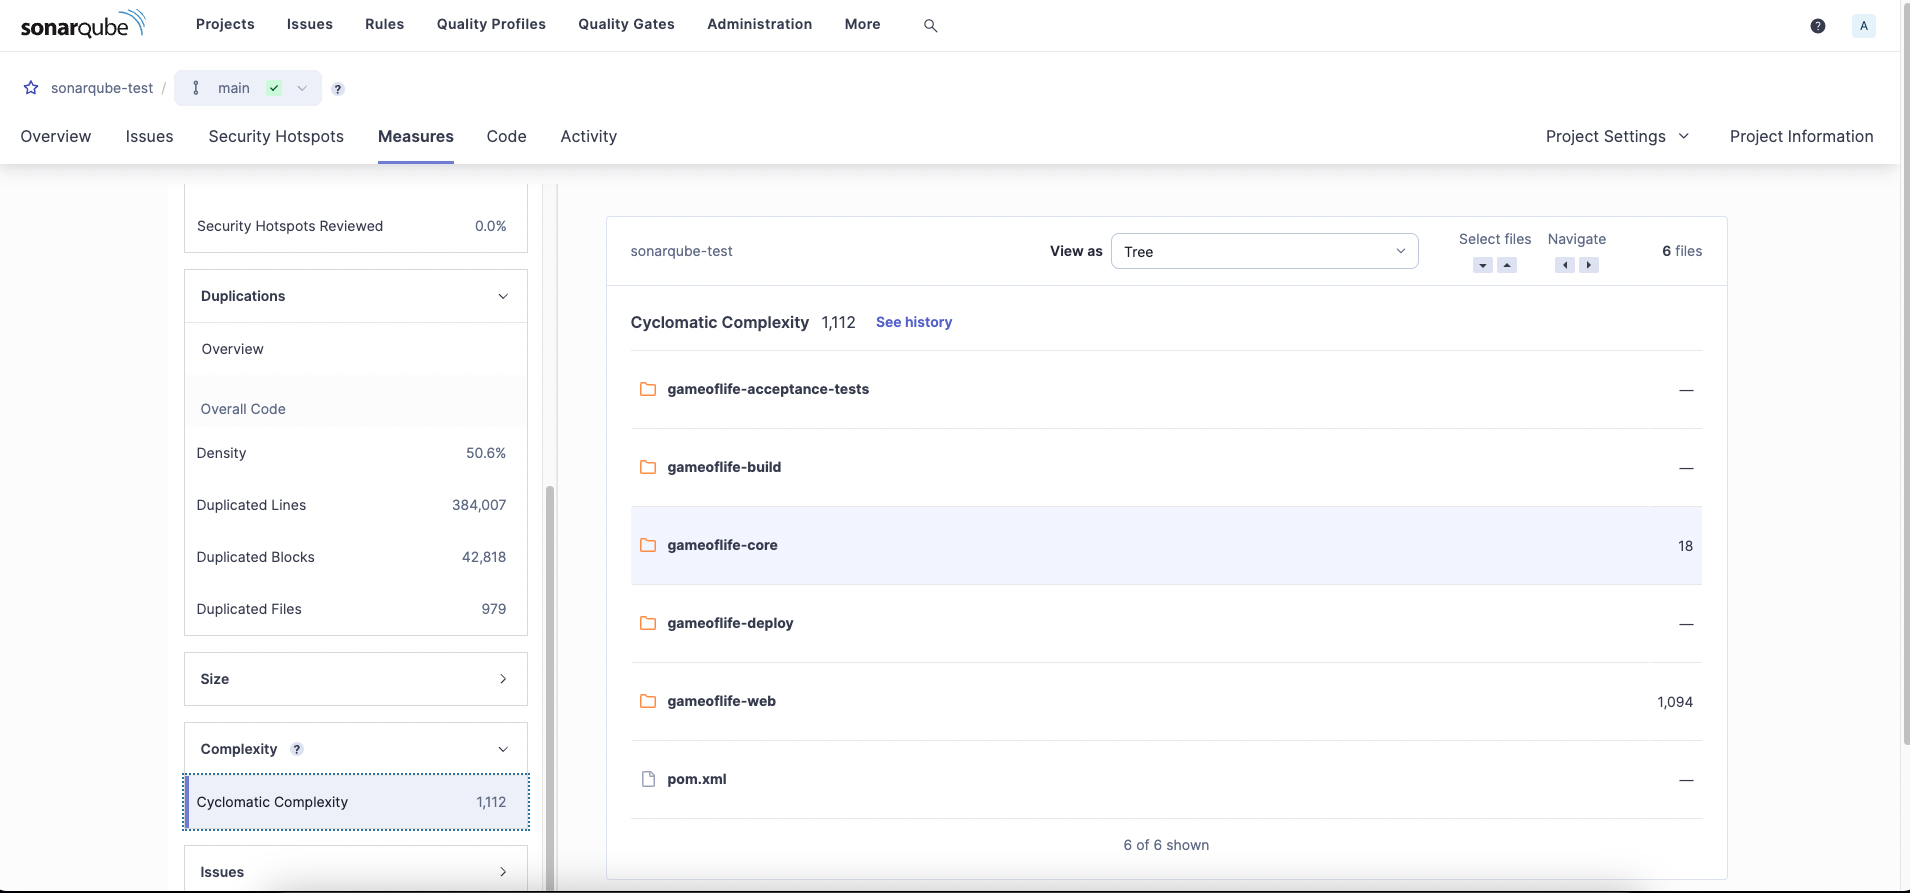 sonarqube
Projects Issues Rules Quality Profiles Quality Gates Administration More
? A
sonarqube-test / main ?
Overview Issues Security Hotspots Measures Code Activity Project Settings Project Information
Security Hotspots Reviewed 0.0%
Duplications
Overview
Overall Code
Density 50.6%
Duplicated Lines 384,007
Duplicated Blocks 42,818
Duplicated Files 979
Size
Complexity ?
Cyclomatic Complexity 1,112
Issues
sonarqube-test View as Tree Select files Navigate 6 files
Cyclomatic Complexity 1,112 See history
gameoflife-acceptance-tests —
gameoflife-build —
gameoflife-core 18
gameoflife-deploy —
gameoflife-web 1,094
pom.xml —
6 of 6 shown